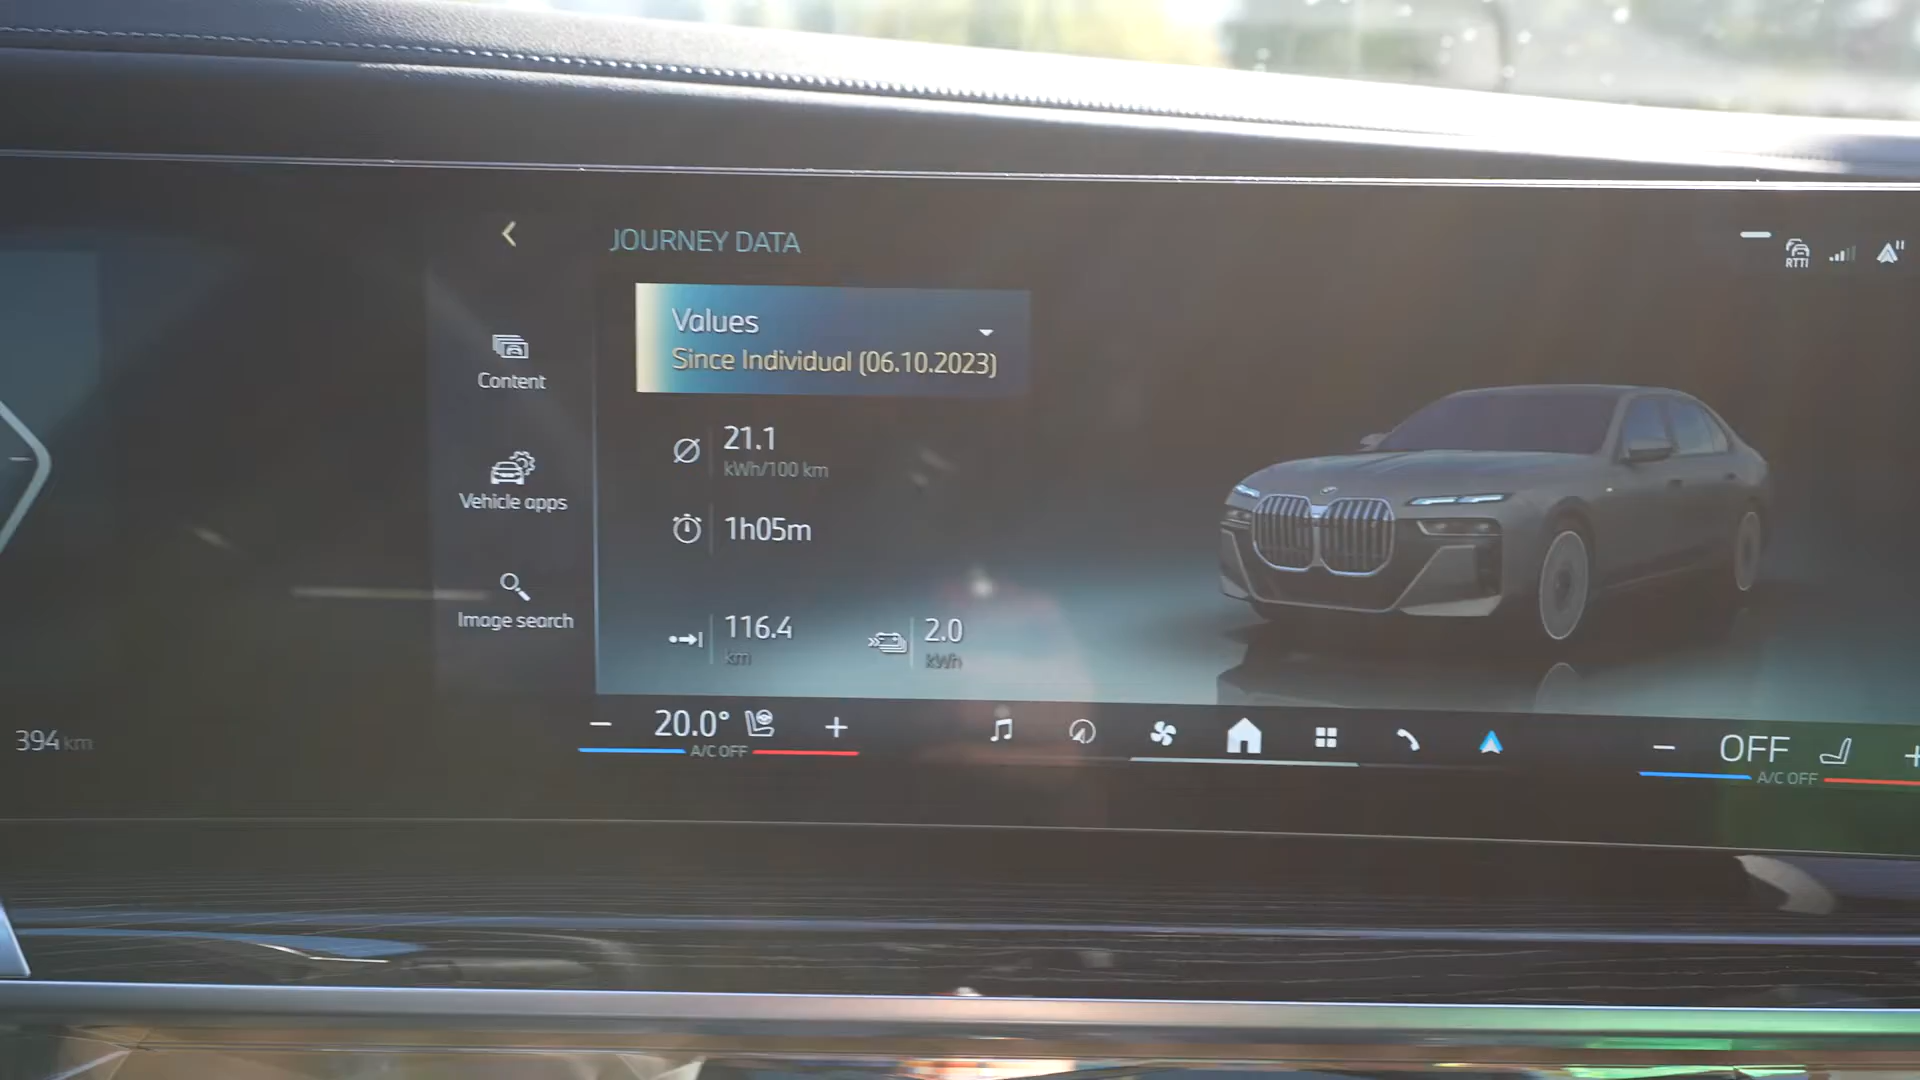 JOURNEY DATA
Values
Since Individual (06.10.2023)
Content
21.1
kWh/100 km
Vehicle apps
1h05m
Image search
116.4
km
2.0
kWh
RTTI
394 km
− 20.0° +
A/C OFF
− OFF +
A/C OFF